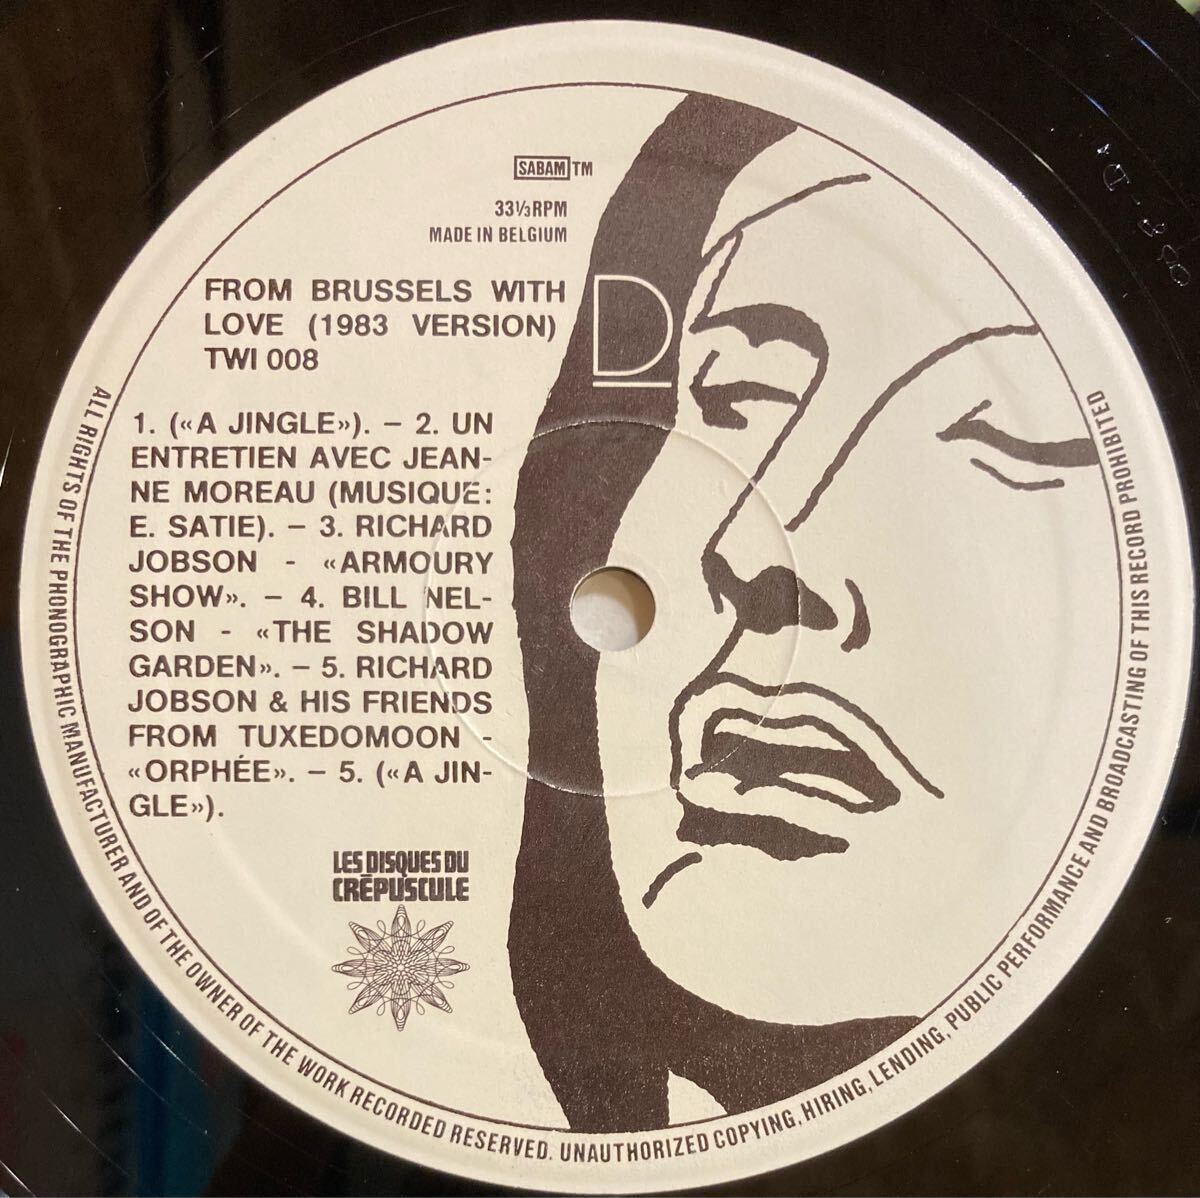 SABAM TM
33⅓RPM
MADE IN BELGIUM
FROM BRUSSELS WITH
LOVE (1983 VERSION)
TWI 008
D
1. («A JINGLE»). – 2. UN
ENTRETIEN AVEC JEAN-
NE MOREAU (MUSIQUE:
E. SATIE). – 3. RICHARD
JOBSON - «ARMOURY
SHOW». – 4. BILL NEL-
SON - «THE SHADOW
GARDEN». – 5. RICHARD
JOBSON & HIS FRIENDS
FROM TUXEDOMOON -
«ORPHÉE». – 5. («A JIN-
GLE»).
LES DISQUES DU
CRÉPUSCULE
ALL RIGHTS OF THE PHONOGRAPHIC MANUFACTURER AND OF THE OWNER OF THE WORK RECORDED RESERVED. UNAUTHORIZED COPYING, HIRING, LENDING, PUBLIC PERFORMANCE AND BROADCASTING OF THIS RECORD PROHIBITED